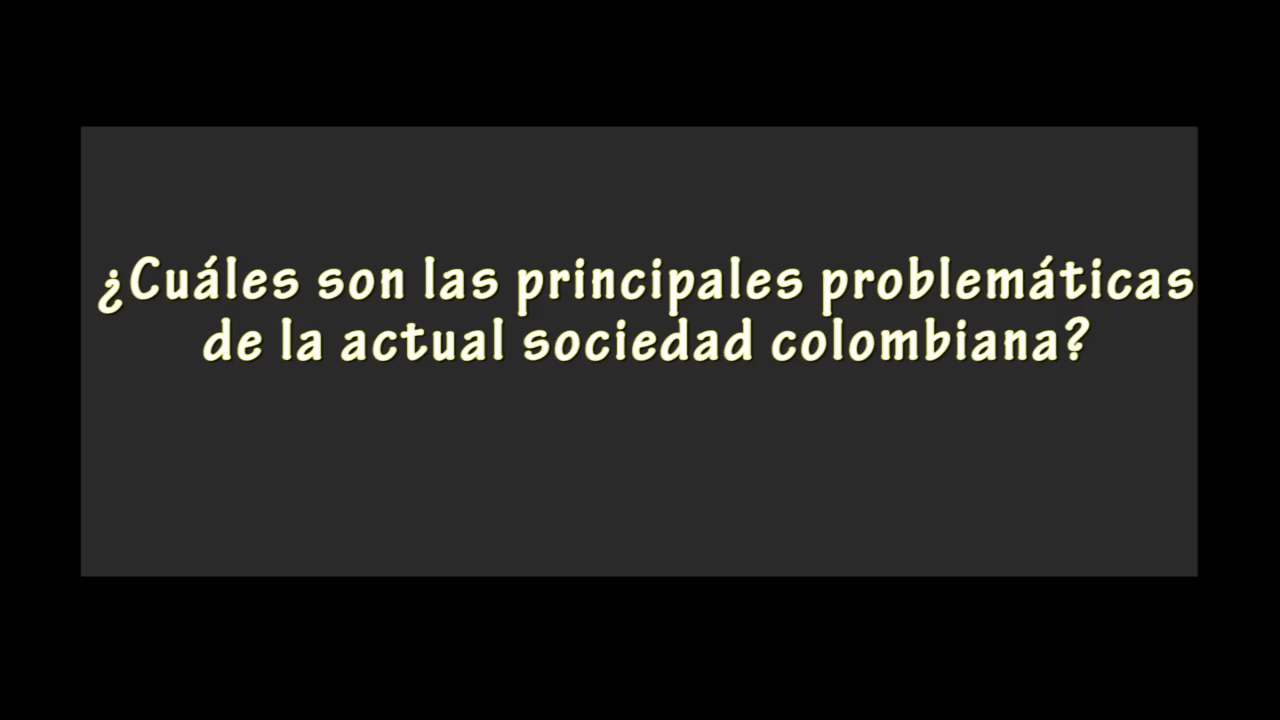 ¿Cuáles son las principales problemáticas
de la actual sociedad colombiana?